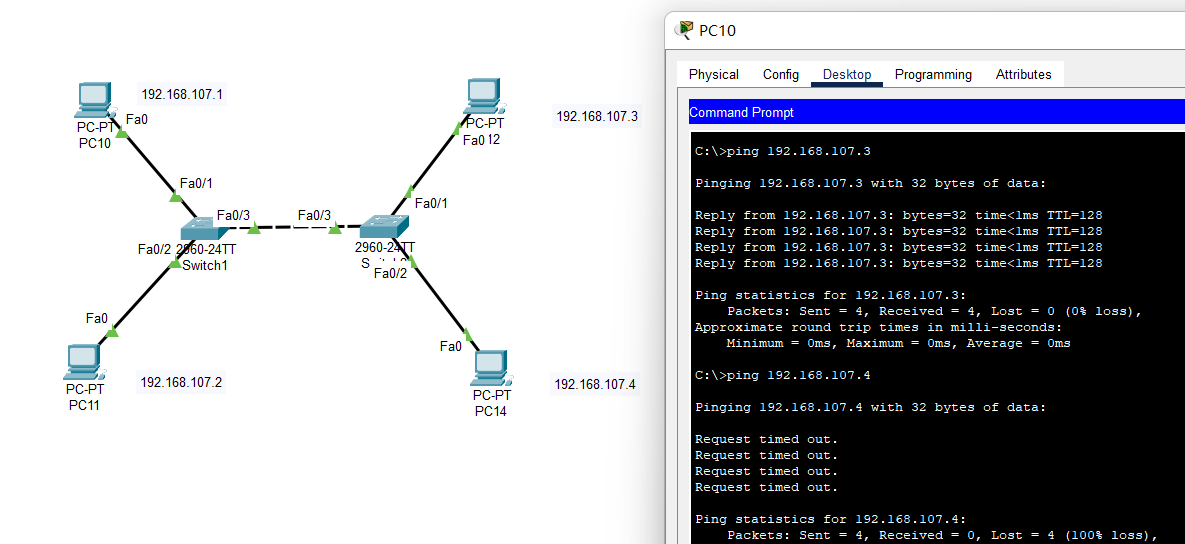 192.168.107.1
Fa0
PC-PT
PC10
Fa0/1
Fa0/3
Fa0/2
2960-24TT
Switch1
Fa0
PC-PT
PC11
192.168.107.2
PC-PT
Fa0 12
192.168.107.3
Fa0/1
Fa0/3
2960-24TT
Fa0/2
Fa0
PC-PT
PC14
192.168.107.4
PC10
Physical Config Desktop Programming Attributes
Command Prompt
C:\>ping 192.168.107.3
Pinging 192.168.107.3 with 32 bytes of data:
Reply from 192.168.107.3: bytes=32 time<1ms TTL=128
Reply from 192.168.107.3: bytes=32 time<1ms TTL=128
Reply from 192.168.107.3: bytes=32 time<1ms TTL=128
Reply from 192.168.107.3: bytes=32 time<1ms TTL=128
Ping statistics for 192.168.107.3:
Packets: Sent = 4, Received = 4, Lost = 0 (0% loss),
Approximate round trip times in milli-seconds:
Minimum = 0ms, Maximum = 0ms, Average = 0ms
C:\>ping 192.168.107.4
Pinging 192.168.107.4 with 32 bytes of data:
Request timed out.
Request timed out.
Request timed out.
Request timed out.
Ping statistics for 192.168.107.4:
Packets: Sent = 4, Received = 0, Lost = 4 (100% loss),